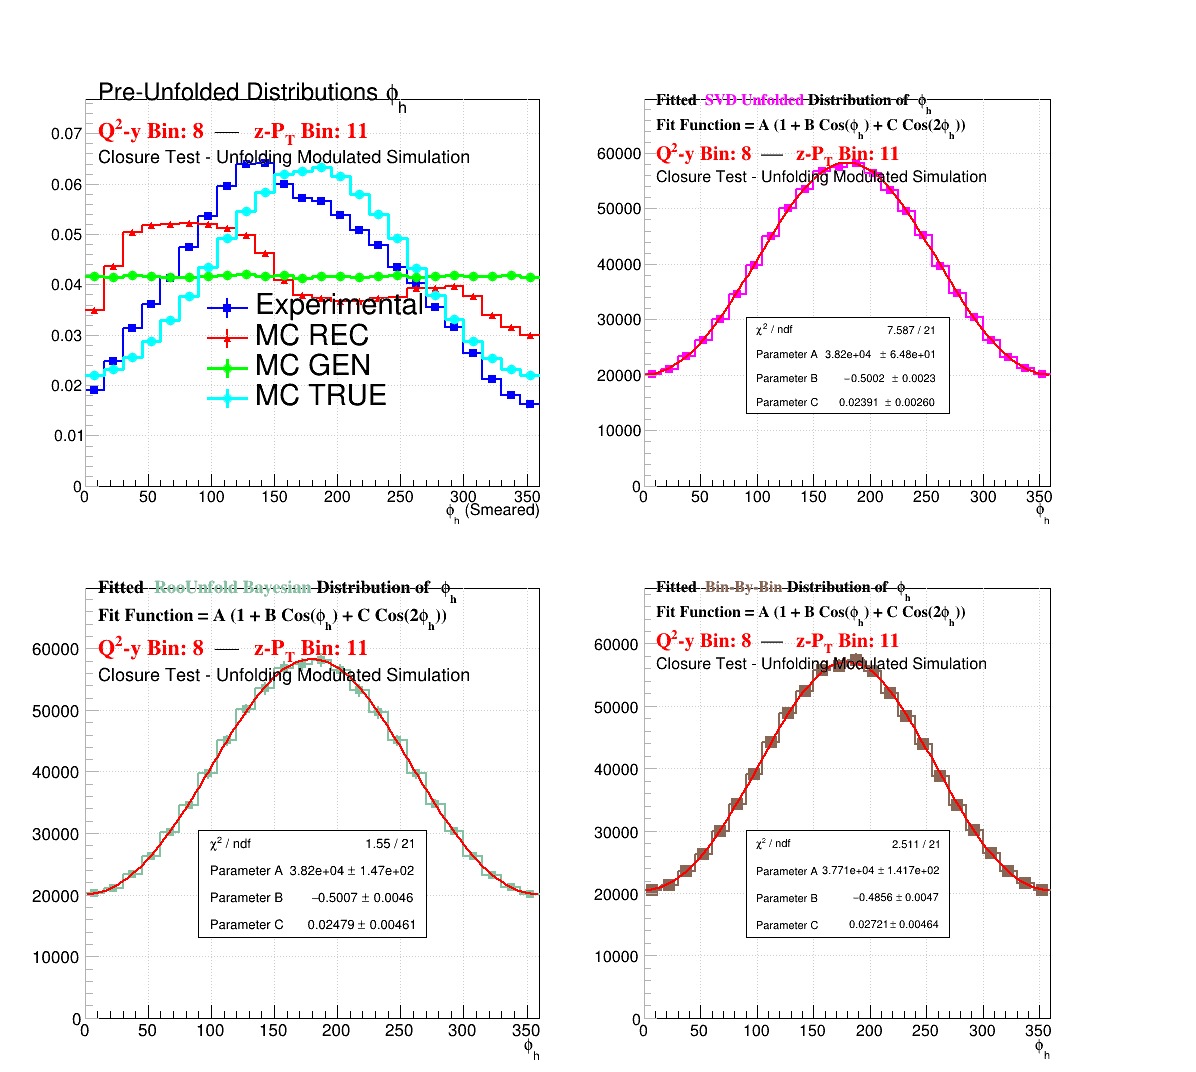 Pre-Unfolded Distributions ϕh
Q²-y Bin: 8 — z-PT Bin: 11
Closure Test - Unfolding Modulated Simulation
0.07
0.06
0.05
0.04
0.03
0.02
0.01
0
Experimental
MC REC
MC GEN
MC TRUE
0 50 100 150 200 250 300 350
ϕh (Smeared)
Fitted SVD Unfolded Distribution of ϕh
Fit Function = A (1 + B Cos(ϕh) + C Cos(2ϕh))
Q²-y Bin: 8 — z-PT Bin: 11
Closure Test - Unfolding Modulated Simulation
60000
50000
40000
30000
20000
10000
0
χ² / ndf 7.587 / 21
Parameter A 3.82e+04 ± 6.48e+01
Parameter B −0.5002 ± 0.0023
Parameter C 0.02391 ± 0.00260
0 50 100 150 200 250 300 350
ϕh
Fitted RooUnfold Bayesian Distribution of ϕh
Fit Function = A (1 + B Cos(ϕh) + C Cos(2ϕh))
Q²-y Bin: 8 — z-PT Bin: 11
Closure Test - Unfolding Modulated Simulation
60000
50000
40000
30000
20000
10000
0
χ² / ndf 1.55 / 21
Parameter A 3.82e+04 ± 1.47e+02
Parameter B −0.5007 ± 0.0046
Parameter C 0.02479 ± 0.00461
0 50 100 150 200 250 300 350
ϕh
Fitted Bin-By-Bin Distribution of ϕh
Fit Function = A (1 + B Cos(ϕh) + C Cos(2ϕh))
Q²-y Bin: 8 — z-PT Bin: 11
Closure Test - Unfolding Modulated Simulation
60000
50000
40000
30000
20000
10000
0
χ² / ndf 2.511 / 21
Parameter A 3.771e+04 ± 1.417e+02
Parameter B −0.4856 ± 0.0047
Parameter C 0.02721 ± 0.00464
0 50 100 150 200 250 300 350
ϕh